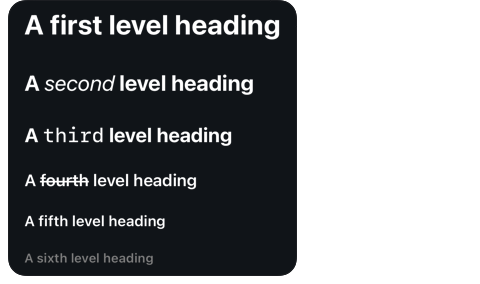 A first level heading
A second level heading
A third level heading
A fourth level heading
A fifth level heading
A sixth level heading